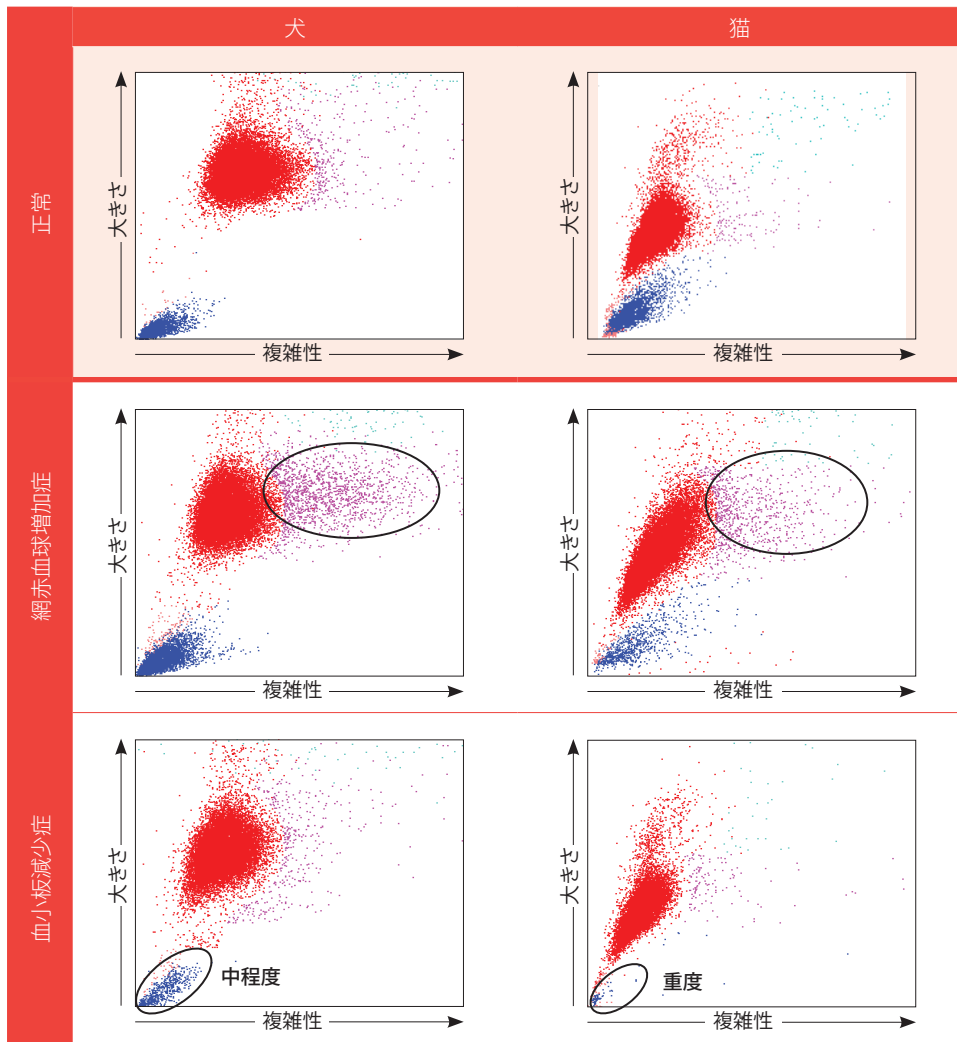 犬
猫
正常
大きさ
複雑性
大きさ
複雑性
網赤血球増加症
大きさ
複雑性
大きさ
複雑性
血小板減少症
大きさ
中程度
複雑性
大きさ
重度
複雑性